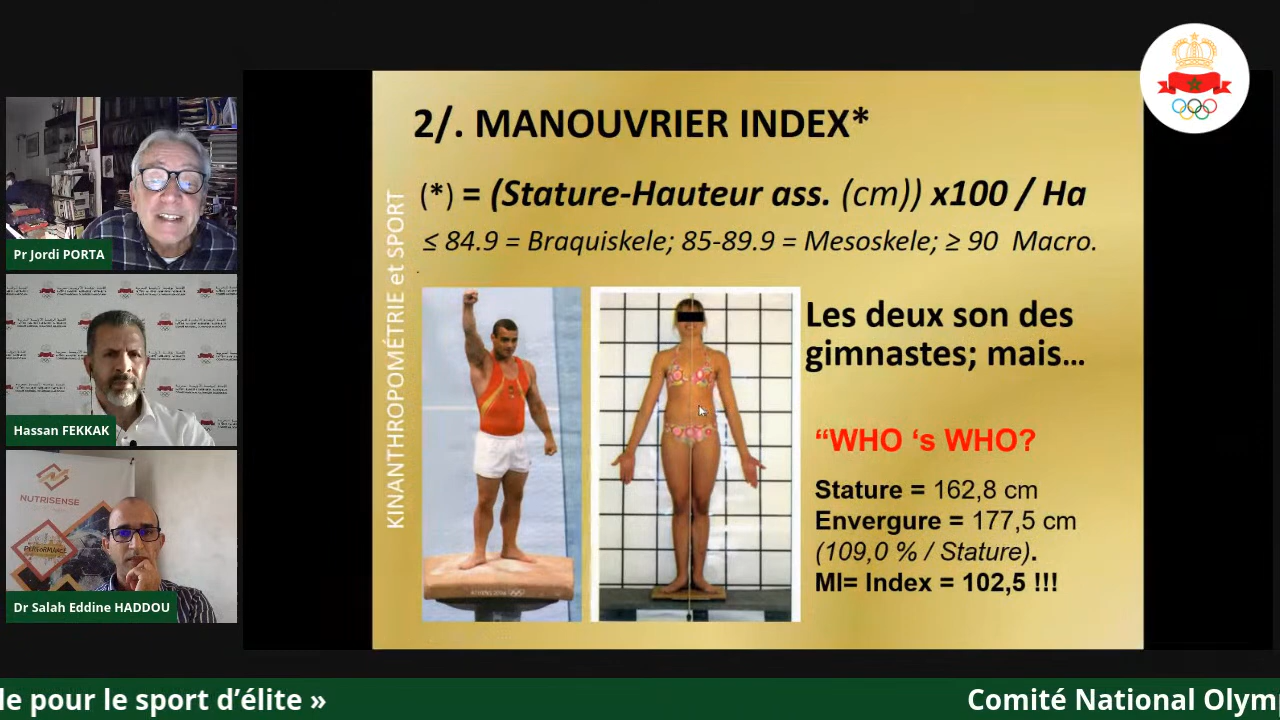 2/. MANOUVRIER INDEX*
(*) = (Stature-Hauteur ass. (cm)) x100 / Ha
≤ 84.9 = Braquiskele; 85-89.9 = Mesoskele; ≥ 90 Macro.
KINANTHROPOMÉTRIE et SPORT
Les deux son des
gimnastes; mais...
“WHO ‘s WHO?
Stature = 162,8 cm
Envergure = 177,5 cm
(109,0 % / Stature).
MI= Index = 102,5 !!!
Pr Jordi PORTA
Hassan FEKKAK
NUTRISENSE
PERFORMANCE
Dr Salah Eddine HADDOU
le pour le sport d’élite »
Comité National Olymp